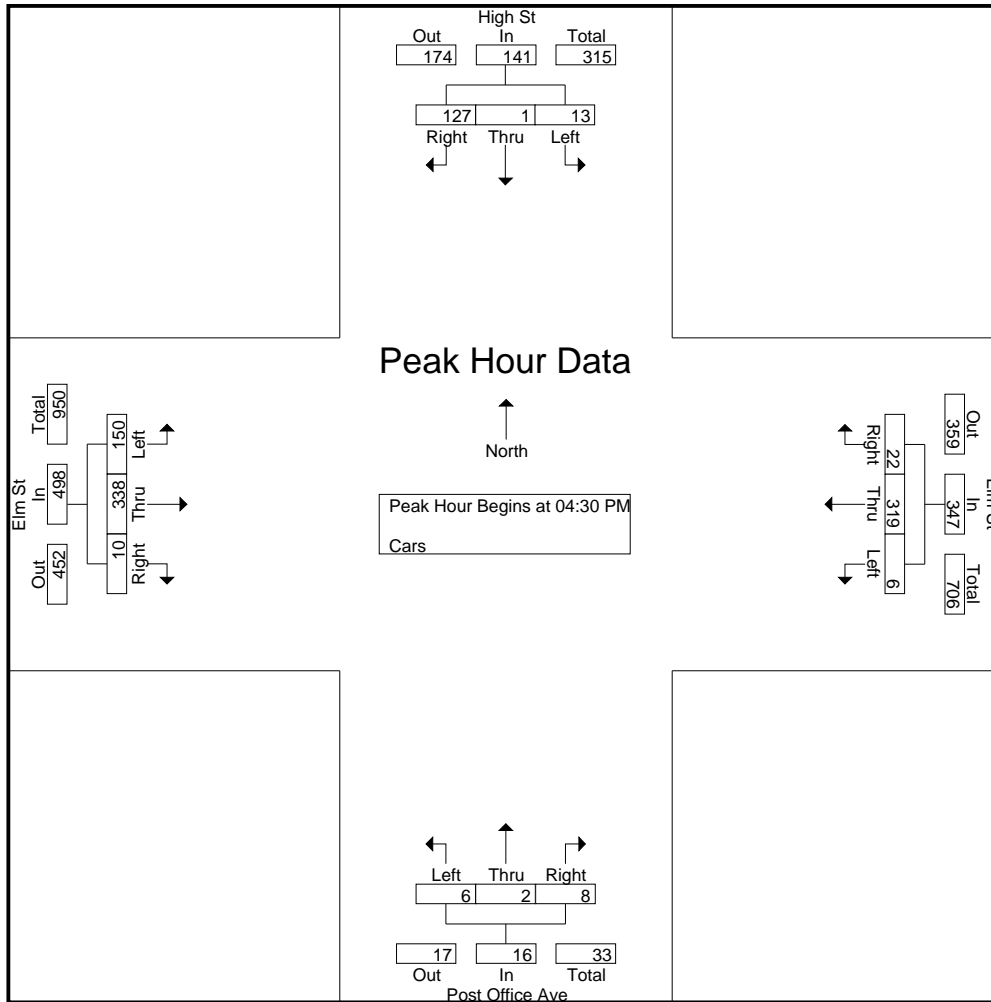 High St
Out In Total
174 141 315
127 1 13
Right Thru Left
Peak Hour Data
North
Peak Hour Begins at 04:30 PM
Cars
Elm St
Total In Out
950 498 452
150 338 10
Left Thru Right
Out In Total
359 347 706
22 319 6
Right Thru Left
Left Thru Right
6 2 8
17 16 33
Out In Total
Post Office Ave